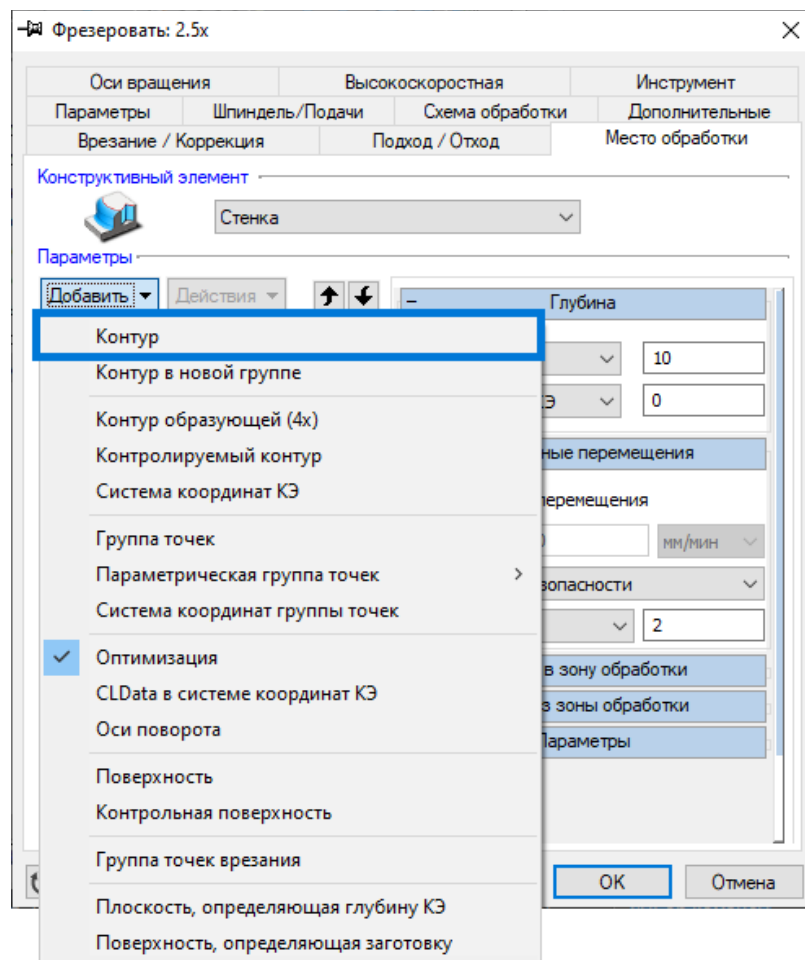 Фрезеровать: 2.5x
Оси вращения Высокоскоростная Инструмент
Параметры Шпиндель/Подачи Схема обработки Дополнительные
Врезание / Коррекция Подход / Отход Место обработки
Конструктивный элемент
Стенка
Параметры
Добавить Действия
Глубина
Контур
10
Контур в новой группе
КЭ 0
Контур образующей (4x)
Контролируемый контур
ные перемещения
Система координат КЭ
перемещения
Группа точек
мм/мин
Параметрическая группа точек
зопасности
Система координат группы точек
2
Оптимизация
в зону обработки
CLData в системе координат КЭ
з зоны обработки
Оси поворота
Параметры
Поверхность
Контрольная поверхность
Группа точек врезания
OK Отмена
Плоскость, определяющая глубину КЭ
Поверхность, определяющая заготовку